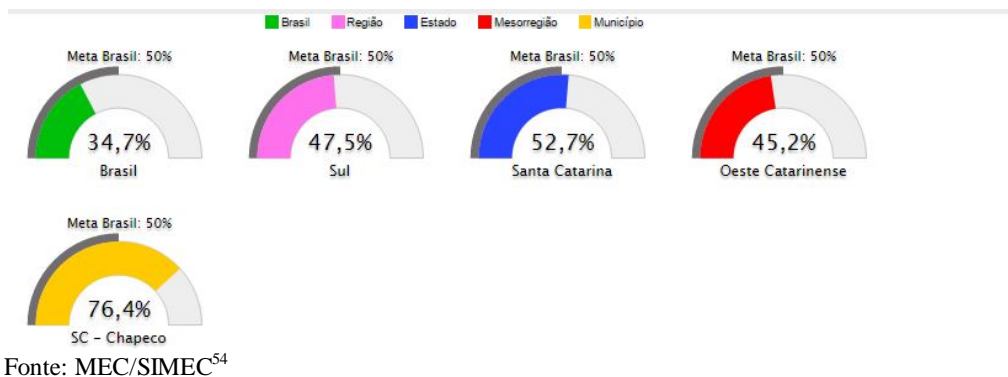 Brasil Região Estado Mesorregião Município
Meta Brasil: 50% Meta Brasil: 50% Meta Brasil: 50% Meta Brasil: 50%
34,7% 47,5% 52,7% 45,2%
Brasil Sul Santa Catarina Oeste Catarinense
Meta Brasil: 50%
76,4%
SC - Chapeco
Fonte: MEC/SIMEC54